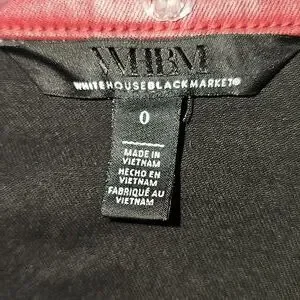 WHBM
WHITEHOUSEBLACKMARKET®
0
MADE IN
VIETNAM
HECHO EN
VIETNAM
FABRIQUÉ AU
VIETNAM